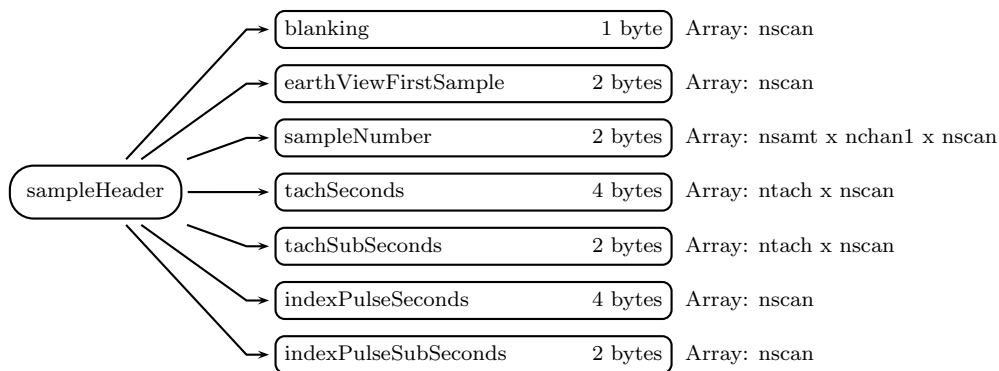 blanking 1 byte Array: nscan
earthViewFirstSample 2 bytes Array: nscan
sampleNumber 2 bytes Array: nsamt x nchan1 x nscan
sampleHeader
tachSeconds 4 bytes Array: ntach x nscan
tachSubSeconds 2 bytes Array: ntach x nscan
indexPulseSeconds 4 bytes Array: nscan
indexPulseSubSeconds 2 bytes Array: nscan